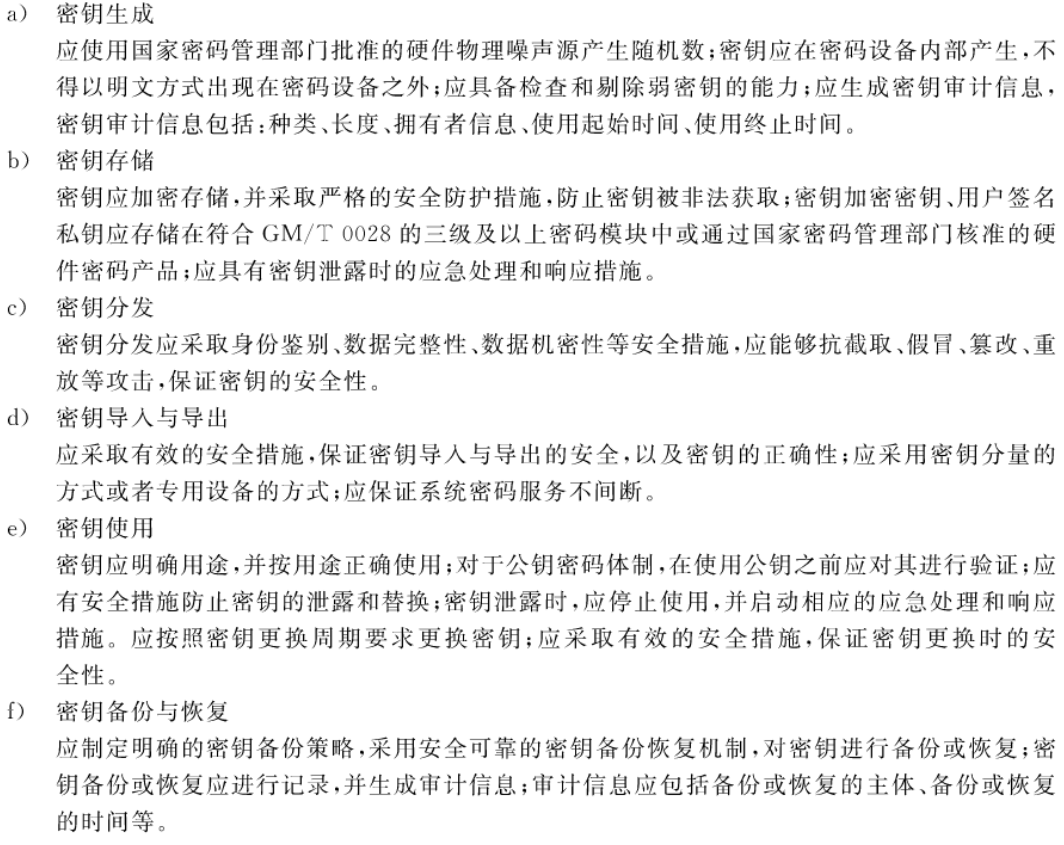 a) 密钥生成
应使用国家密码管理部门批准的硬件物理噪声源产生随机数;密钥应在密码设备内部产生,不
得以明文方式出现在密码设备之外;应具备检查和剔除弱密钥的能力;应生成密钥审计信息,
密钥审计信息包括:种类、长度、拥有者信息、使用起始时间、使用终止时间。
b) 密钥存储
密钥应加密存储,并采取严格的安全防护措施,防止密钥被非法获取;密钥加密密钥、用户签名
私钥应存储在符合 GM/T 0028 的三级及以上密码模块中或通过国家密码管理部门核准的硬
件密码产品;应具有密钥泄露时的应急处理和响应措施。
c) 密钥分发
密钥分发应采取身份鉴别、数据完整性、数据机密性等安全措施,应能够抗截取、假冒、篡改、重
放等攻击,保证密钥的安全性。
d) 密钥导入与导出
应采取有效的安全措施,保证密钥导入与导出的安全,以及密钥的正确性;应采用密钥分量的
方式或者专用设备的方式;应保证系统密码服务不间断。
e) 密钥使用
密钥应明确用途,并按用途正确使用;对于公钥密码体制,在使用公钥之前应对其进行验证;应
有安全措施防止密钥的泄露和替换;密钥泄露时,应停止使用,并启动相应的应急处理和响应
措施。应按照密钥更换周期要求更换密钥;应采取有效的安全措施,保证密钥更换时的安
全性。
f) 密钥备份与恢复
应制定明确的密钥备份策略,采用安全可靠的密钥备份恢复机制,对密钥进行备份或恢复;密
钥备份或恢复应进行记录,并生成审计信息;审计信息应包括备份或恢复的主体、备份或恢复
的时间等。